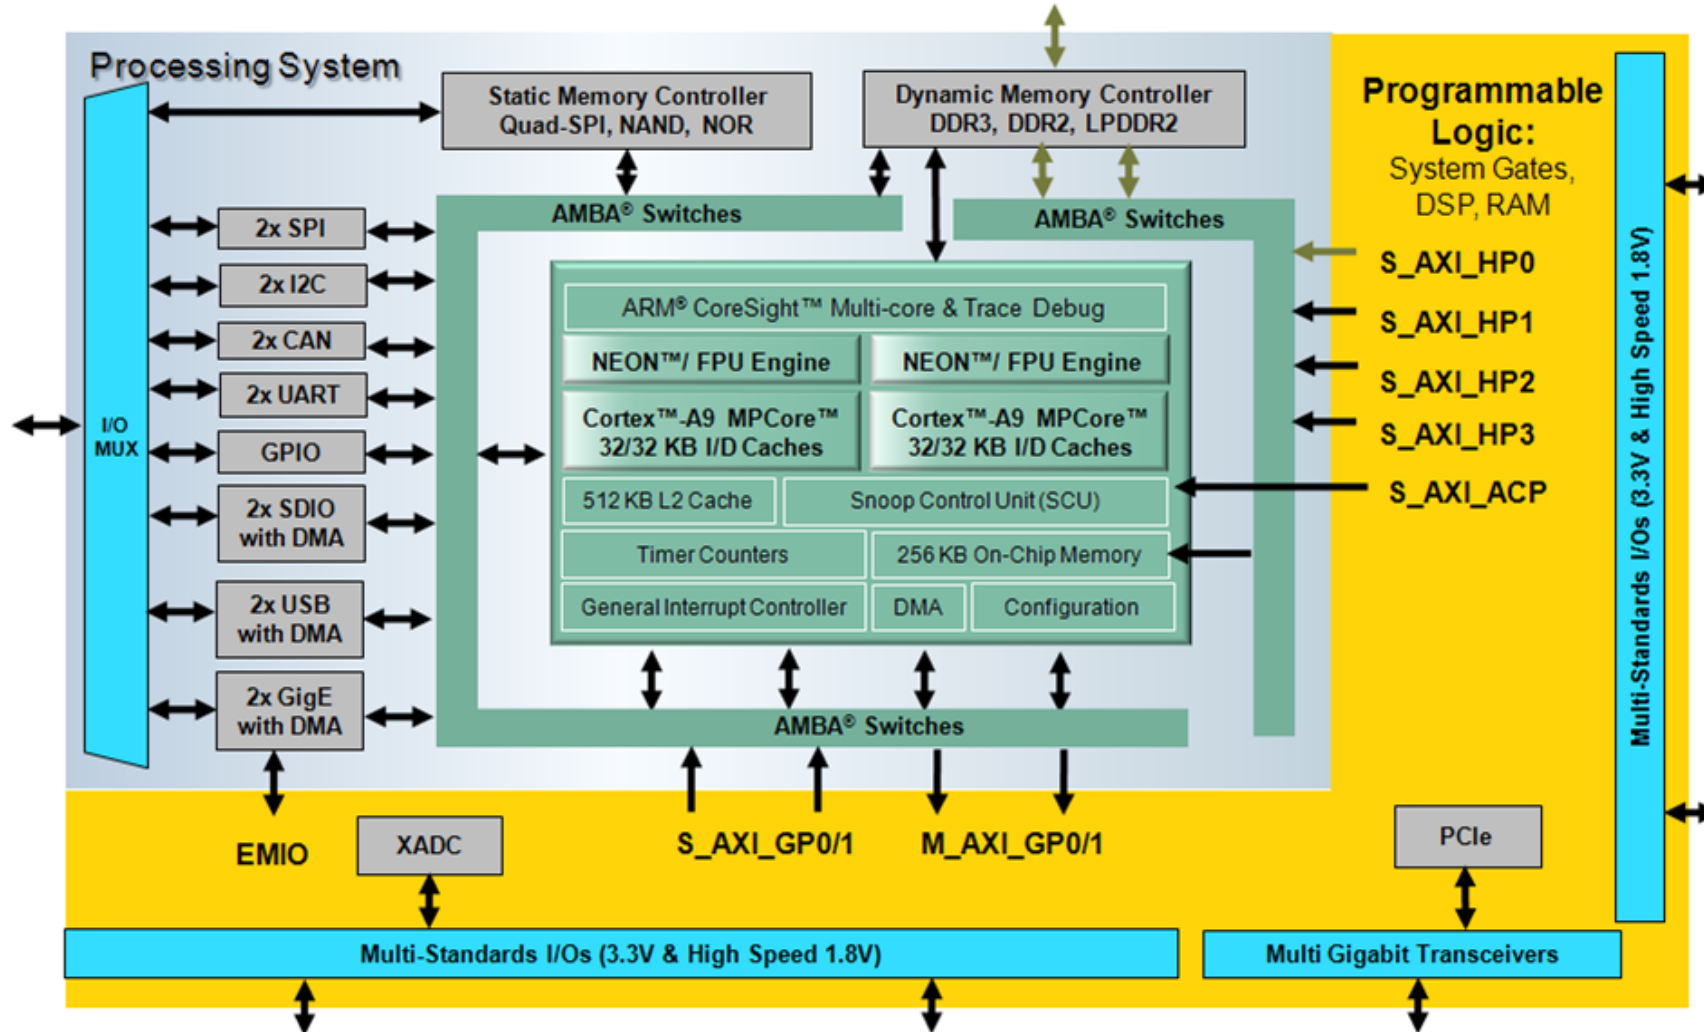 Processing System
Static Memory Controller
Quad-SPI, NAND, NOR
Dynamic Memory Controller
DDR3, DDR2, LPDDR2
Programmable
Logic:
System Gates,
DSP, RAM
AMBA® Switches
AMBA® Switches
I/O
MUX
2x SPI
2x I2C
2x CAN
2x UART
GPIO
2x SDIO
with DMA
2x USB
with DMA
2x GigE
with DMA
ARM® CoreSight™ Multi-core & Trace Debug
NEON™/ FPU Engine
NEON™/ FPU Engine
Cortex™-A9 MPCore™
32/32 KB I/D Caches
Cortex™-A9 MPCore™
32/32 KB I/D Caches
512 KB L2 Cache
Snoop Control Unit (SCU)
Timer Counters
256 KB On-Chip Memory
General Interrupt Controller
DMA
Configuration
AMBA® Switches
S_AXI_HP0
S_AXI_HP1
S_AXI_HP2
S_AXI_HP3
S_AXI_ACP
Multi-Standards I/Os (3.3V & High Speed 1.8V)
EMIO
XADC
S_AXI_GP0/1
M_AXI_GP0/1
PCIe
Multi-Standards I/Os (3.3V & High Speed 1.8V)
Multi Gigabit Transceivers